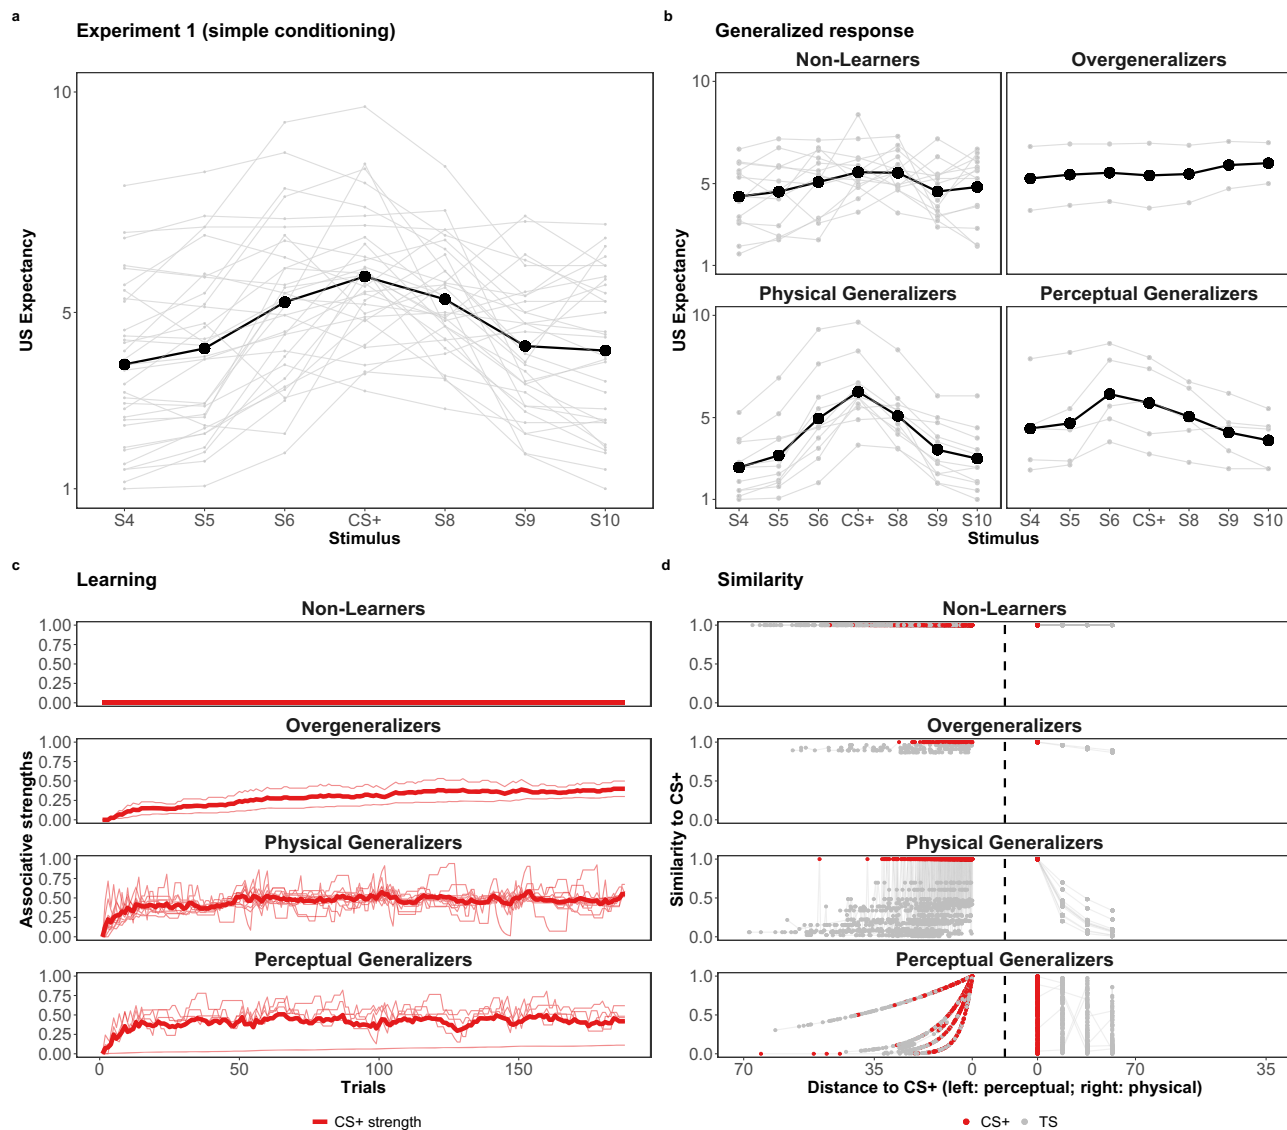 a
Experiment 1 (simple conditioning)
10
5
1
US Expectancy
S4 S5 S6 CS+ S8 S9 S10
Stimulus
b
Generalized response
Non-Learners
Overgeneralizers
10
5
1
Physical Generalizers
Perceptual Generalizers
10
5
1
US Expectancy
S4 S5 S6 CS+ S8 S9 S10
S4 S5 S6 CS+ S8 S9 S10
Stimulus
c
Learning
Non-Learners
1.00
0.75
0.50
0.25
0.00
Overgeneralizers
1.00
0.75
0.50
0.25
0.00
Physical Generalizers
1.00
0.75
0.50
0.25
0.00
Perceptual Generalizers
1.00
0.75
0.50
0.25
0.00
Associative strengths
0 50 100 150
Trials
CS+ strength
d
Similarity
Non-Learners
1.0
0.5
0.0
Overgeneralizers
1.0
0.5
0.0
Physical Generalizers
1.0
0.5
0.0
Perceptual Generalizers
1.0
0.5
0.0
Similarity to CS+
70 35 0 0 70 35
Distance to CS+ (left: perceptual; right: physical)
CS+ TS